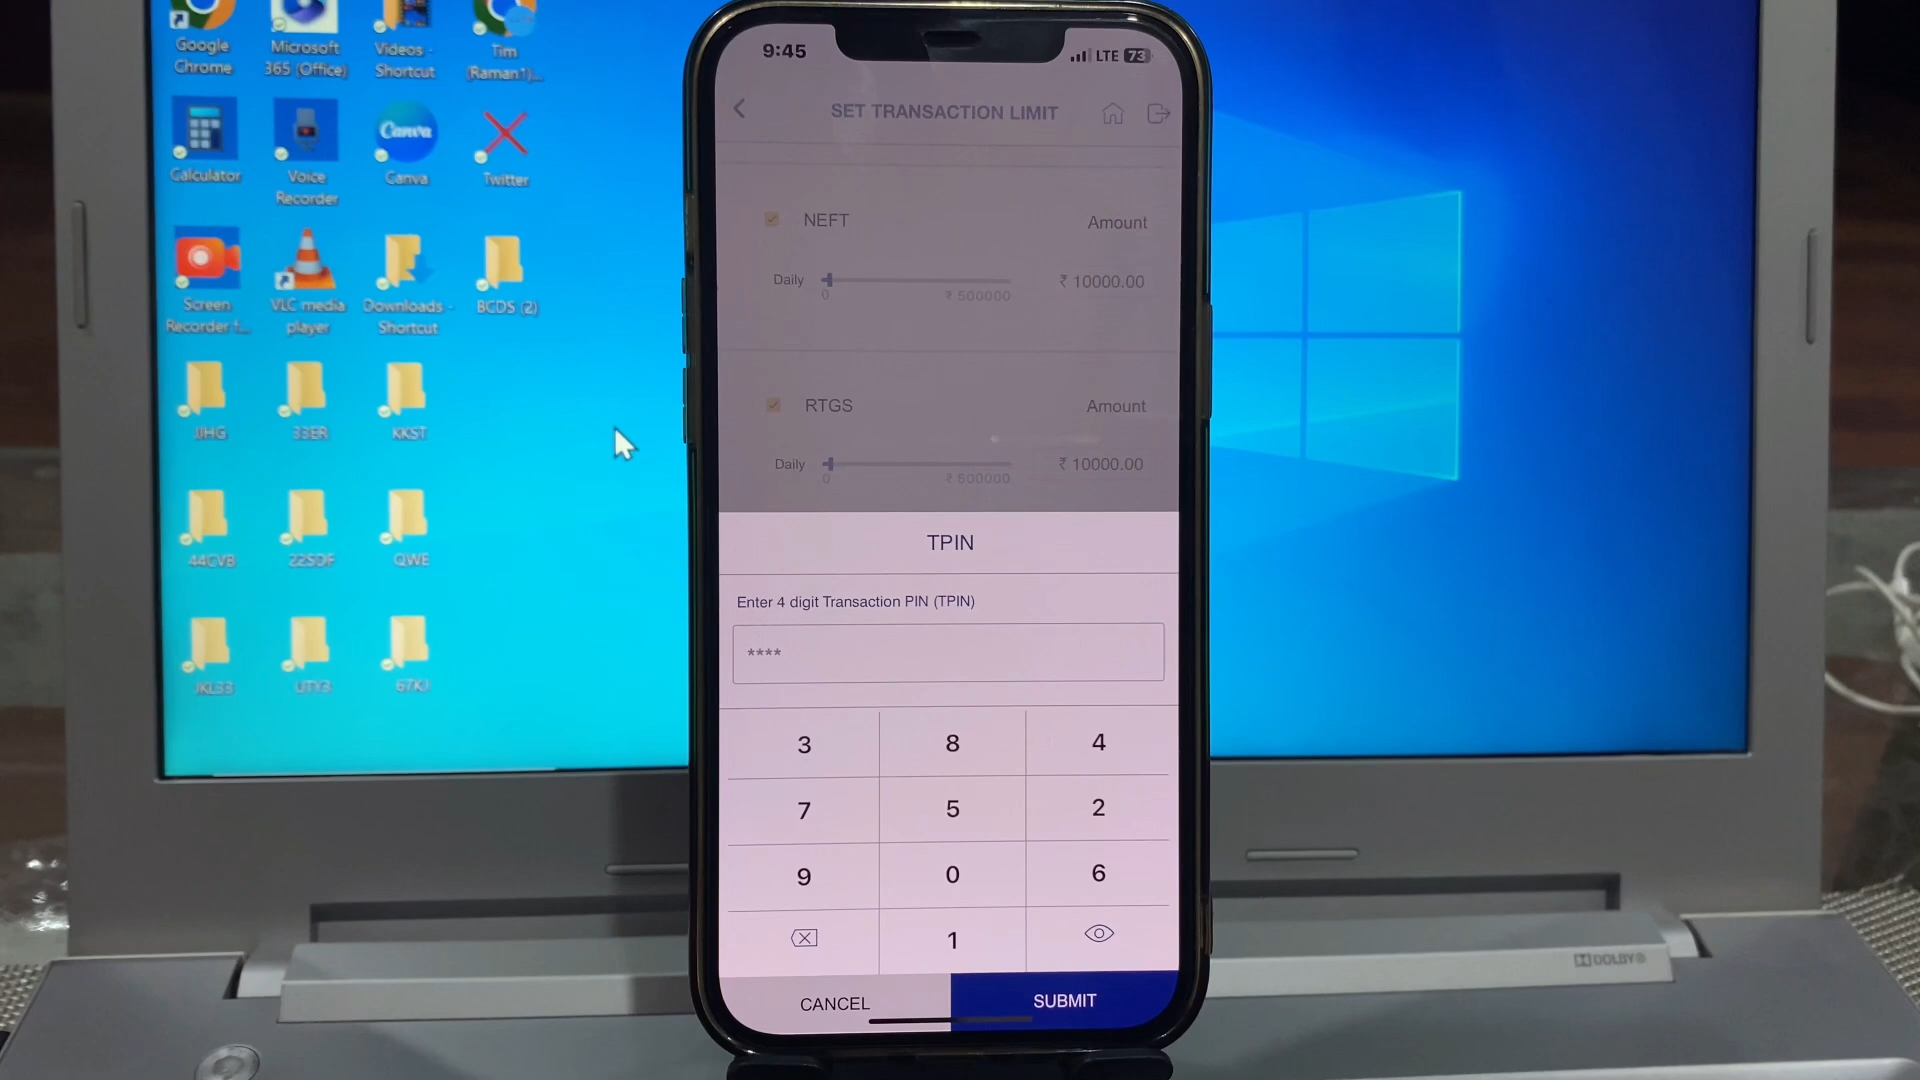 Google
Chrome
Microsoft
365 (Office)
Videos -
Shortcut
Tim
(Raman1)...
Calculator
Voice
Recorder
Canva
Canva
Twitter
Screen
Recorder f...
VLC media
player
Downloads -
Shortcut
BCDS (2)
JJHG
33ER
KKST
44CVB
22SDF
QWE
JKL33
UTY3
67KJ
9:45
LTE 73
SET TRANSACTION LIMIT
NEFT Amount
Daily ₹ 10000.00
0 ₹ 500000
RTGS Amount
Daily ₹ 10000.00
0 ₹ 500000
TPIN
Enter 4 digit Transaction PIN (TPIN)
****
3 8 4
7 5 2
9 0 6
1
CANCEL SUBMIT
DOLBY